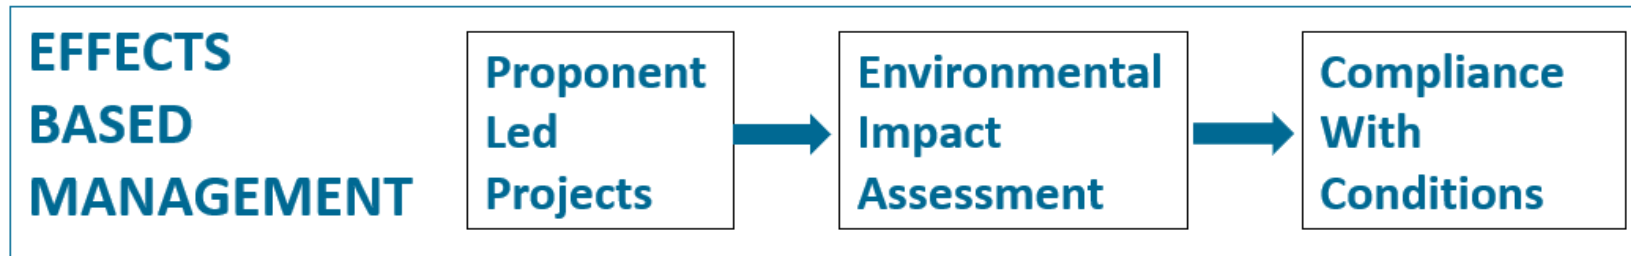 EFFECTS
BASED
MANAGEMENT
Proponent
Led
Projects
Environmental
Impact
Assessment
Compliance
With
Conditions